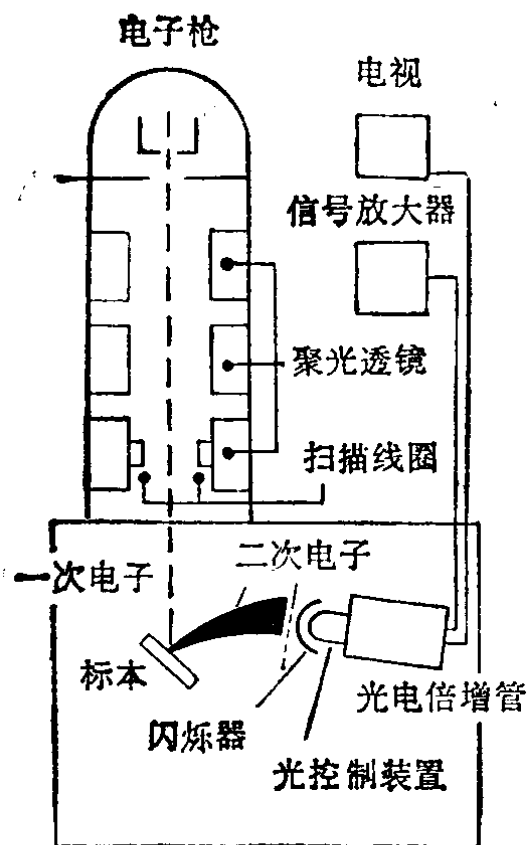 电子枪
电视
信号放大器
聚光透镜
扫描线圈
一次电子
二次电子
标本
光电倍增管
闪烁器
光控制装置